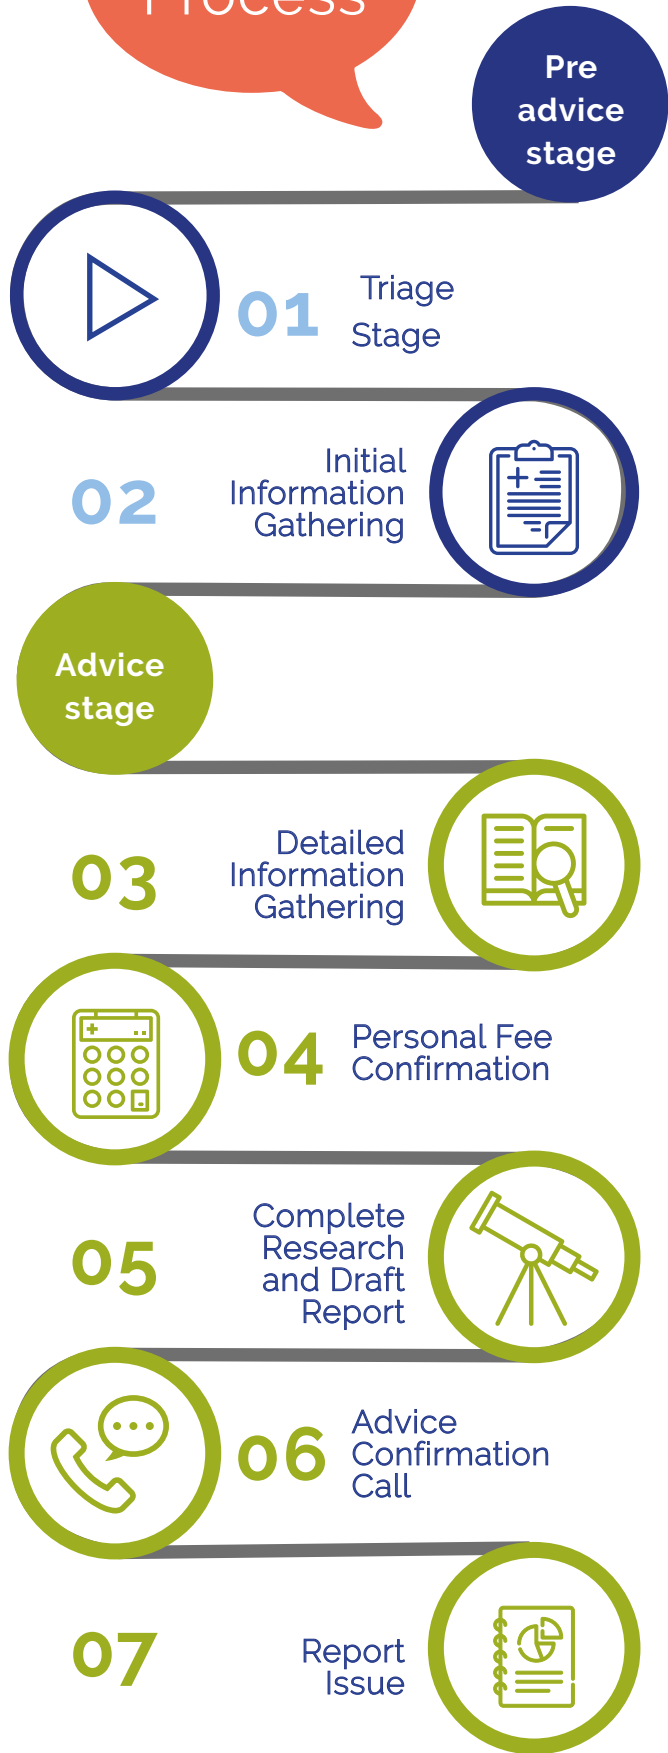 Process
Pre
advice
stage
01
Triage
Stage
02
Initial
Information
Gathering
Advice
stage
03
Detailed
Information
Gathering
04
Personal Fee
Confirmation
05
Complete
Research
and Draft
Report
06
Advice
Confirmation
Call
07
Report
Issue